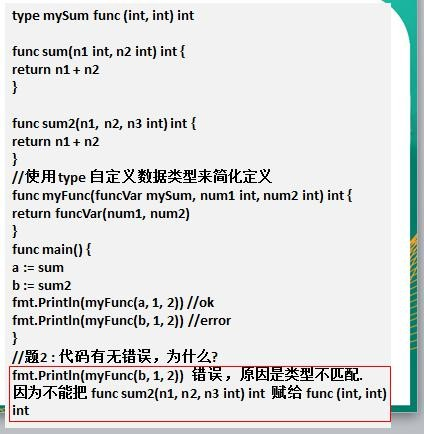 type mySum func (int, int) int
func sum(n1 int, n2 int) int {
return n1 + n2
}
func sum2(n1, n2, n3 int) int {
return n1 + n2
}
//使用 type 自定义数据类型来简化定义
func myFunc(funcVar mySum, num1 int, num2 int) int {
return funcVar(num1, num2)
}
func main() {
a := sum
b := sum2
fmt.Println(myFunc(a, 1, 2)) //ok
fmt.Println(myFunc(b, 1, 2)) //error
}
//题2 : 代码有无错误，为什么?
fmt.Println(myFunc(b, 1, 2)) 错误，原因是类型不匹配.
因为不能把 func sum2(n1, n2, n3 int) int 赋给 func (int, int)
int